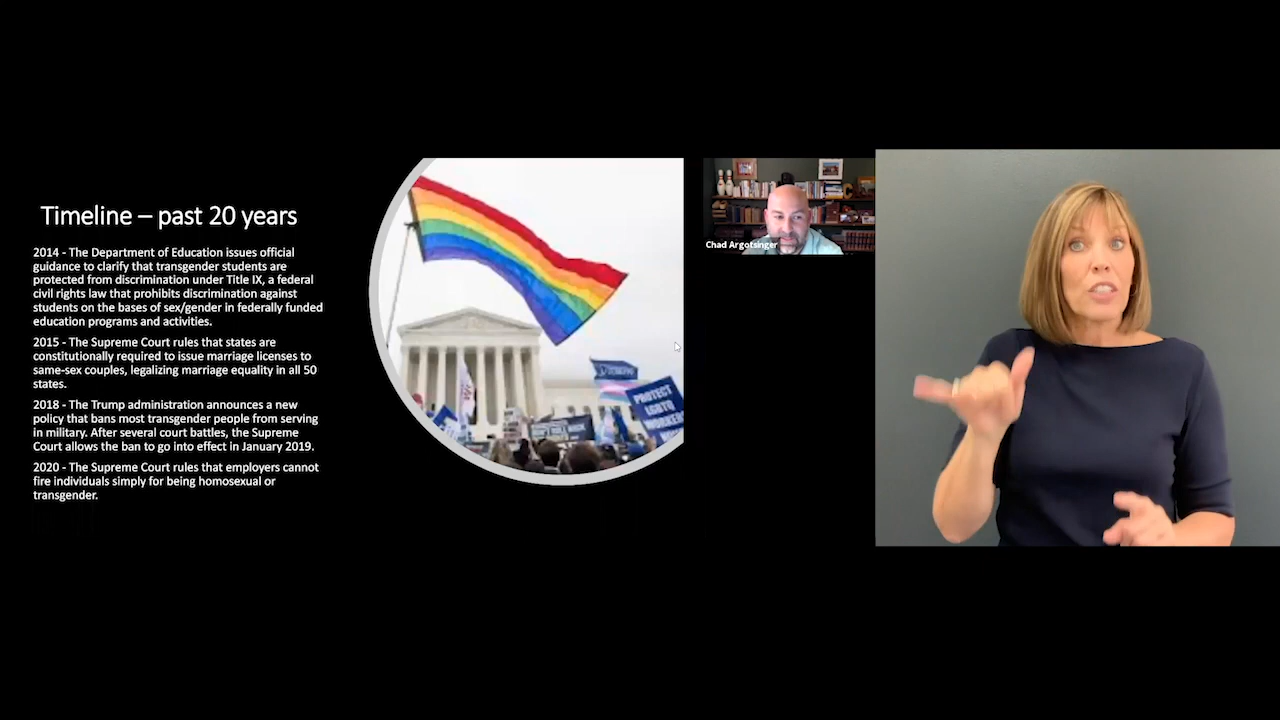 Timeline – past 20 years
2014 - The Department of Education issues official
guidance to clarify that transgender students are
protected from discrimination under Title IX, a federal
civil rights law that prohibits discrimination against
students on the bases of sex/gender in federally funded
education programs and activities.
2015 - The Supreme Court rules that states are
constitutionally required to issue marriage licenses to
same-sex couples, legalizing marriage equality in all 50
states.
2018 - The Trump administration announces a new
policy that bans most transgender people from serving
in military. After several court battles, the Supreme
Court allows the ban to go into effect in January 2019.
2020 - The Supreme Court rules that employers cannot
fire individuals simply for being homosexual or
transgender.
PROTECT
LGBTQ
Chad Argotsinger